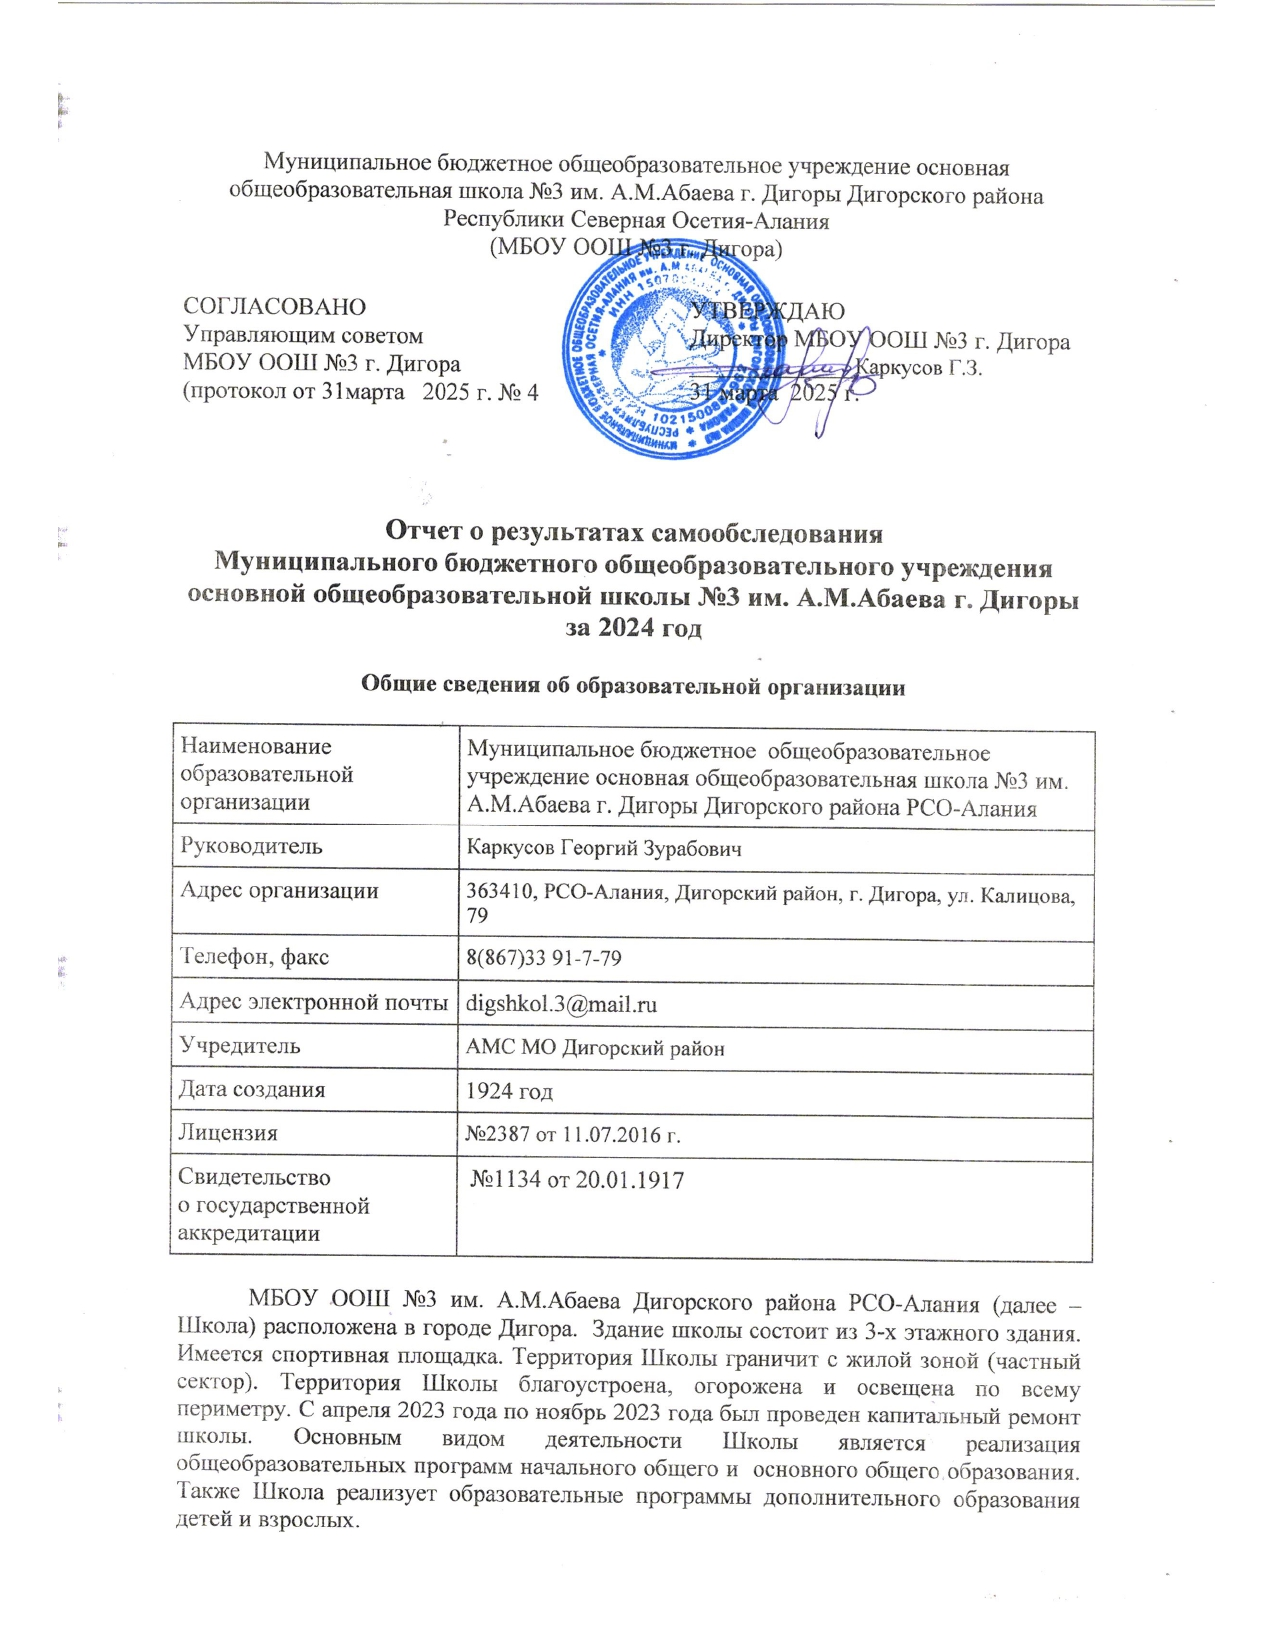 Муниципальное бюджетное общеобразовательное учреждение основная
общеобразовательная школа №3 им. А.М.Абаева г. Дигоры Дигорского района
Республики Северная Осетия-Алания
(МБОУ ООШ №3 г. Дигора)
СОГЛАСОВАНО
Управляющим советом
МБОУ ООШ №3 г. Дигора
(протокол от 31марта 2025 г. № 4
УТВЕРЖДАЮ
Директор МБОУ ООШ №3 г. Дигора
Каркусов Г.З.
31 марта 2025 г.
Отчет о результатах самообследования
Муниципального бюджетного общеобразовательного учреждения
основной общеобразовательной школы №3 им. А.М.Абаева г. Дигоры
за 2024 год
Общие сведения об образовательной организации
Наименование
образовательной
организации
Муниципальное бюджетное общеобразовательное
учреждение основная общеобразовательная школа №3 им.
А.М.Абаева г. Дигоры Дигорского района РСО-Алания
Руководитель
Каркусов Георгий Зурабович
Адрес организации
363410, РСО-Алания, Дигорский район, г. Дигора, ул. Калицова,
79
Телефон, факс
8(867)33 91-7-79
Адрес электронной почты
digshkol.3@mail.ru
Учредитель
АМС МО Дигорский район
Дата создания
1924 год
Лицензия
№2387 от 11.07.2016 г.
Свидетельство
о государственной
аккредитации
№1134 от 20.01.1917
МБОУ ООШ №3 им. А.М.Абаева Дигорского района РСО-Алания (далее –
Школа) расположена в городе Дигора. Здание школы состоит из 3-х этажного здания.
Имеется спортивная площадка. Территория Школы граничит с жилой зоной (частный
сектор). Территория Школы благоустроена, огорожена и освещена по всему
периметру. С апреля 2023 года по ноябрь 2023 года был проведен капитальный ремонт
школы. Основным видом деятельности Школы является реализация
общеобразовательных программ начального общего и основного общего образования.
Также Школа реализует образовательные программы дополнительного образования
детей и взрослых.